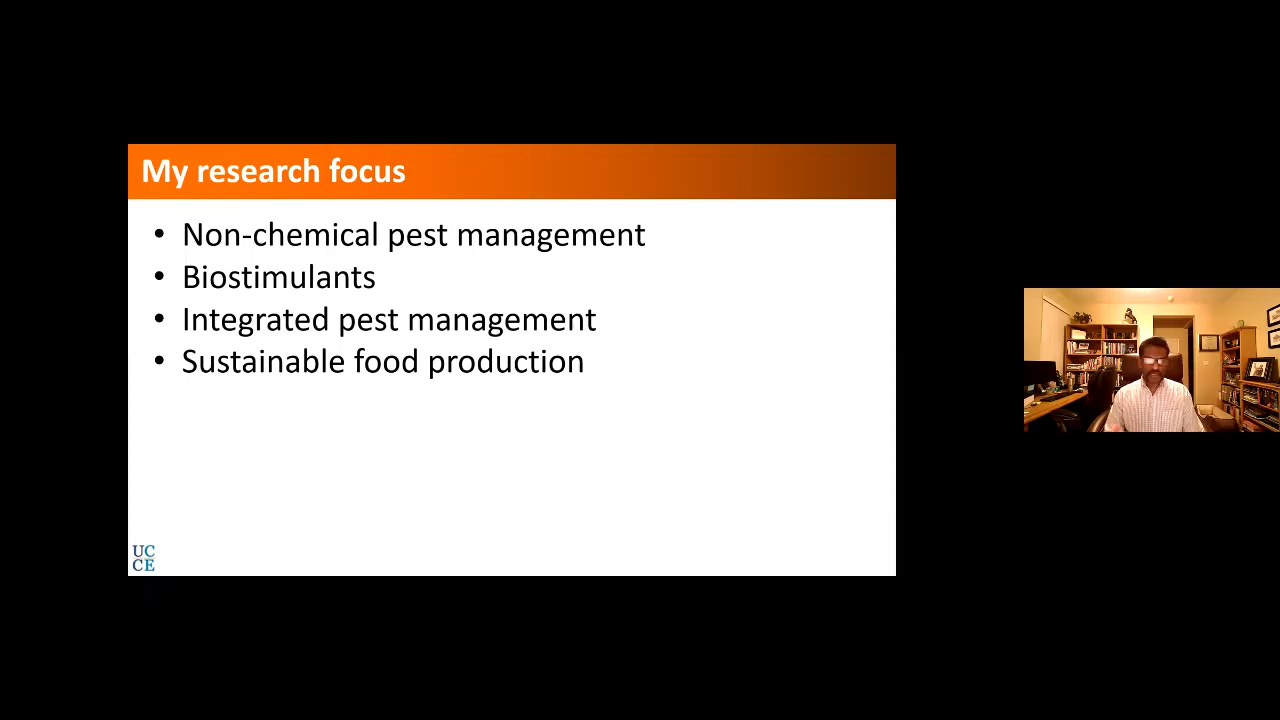 My research focus
• Non-chemical pest management
• Biostimulants
• Integrated pest management
• Sustainable food production
UC
CE